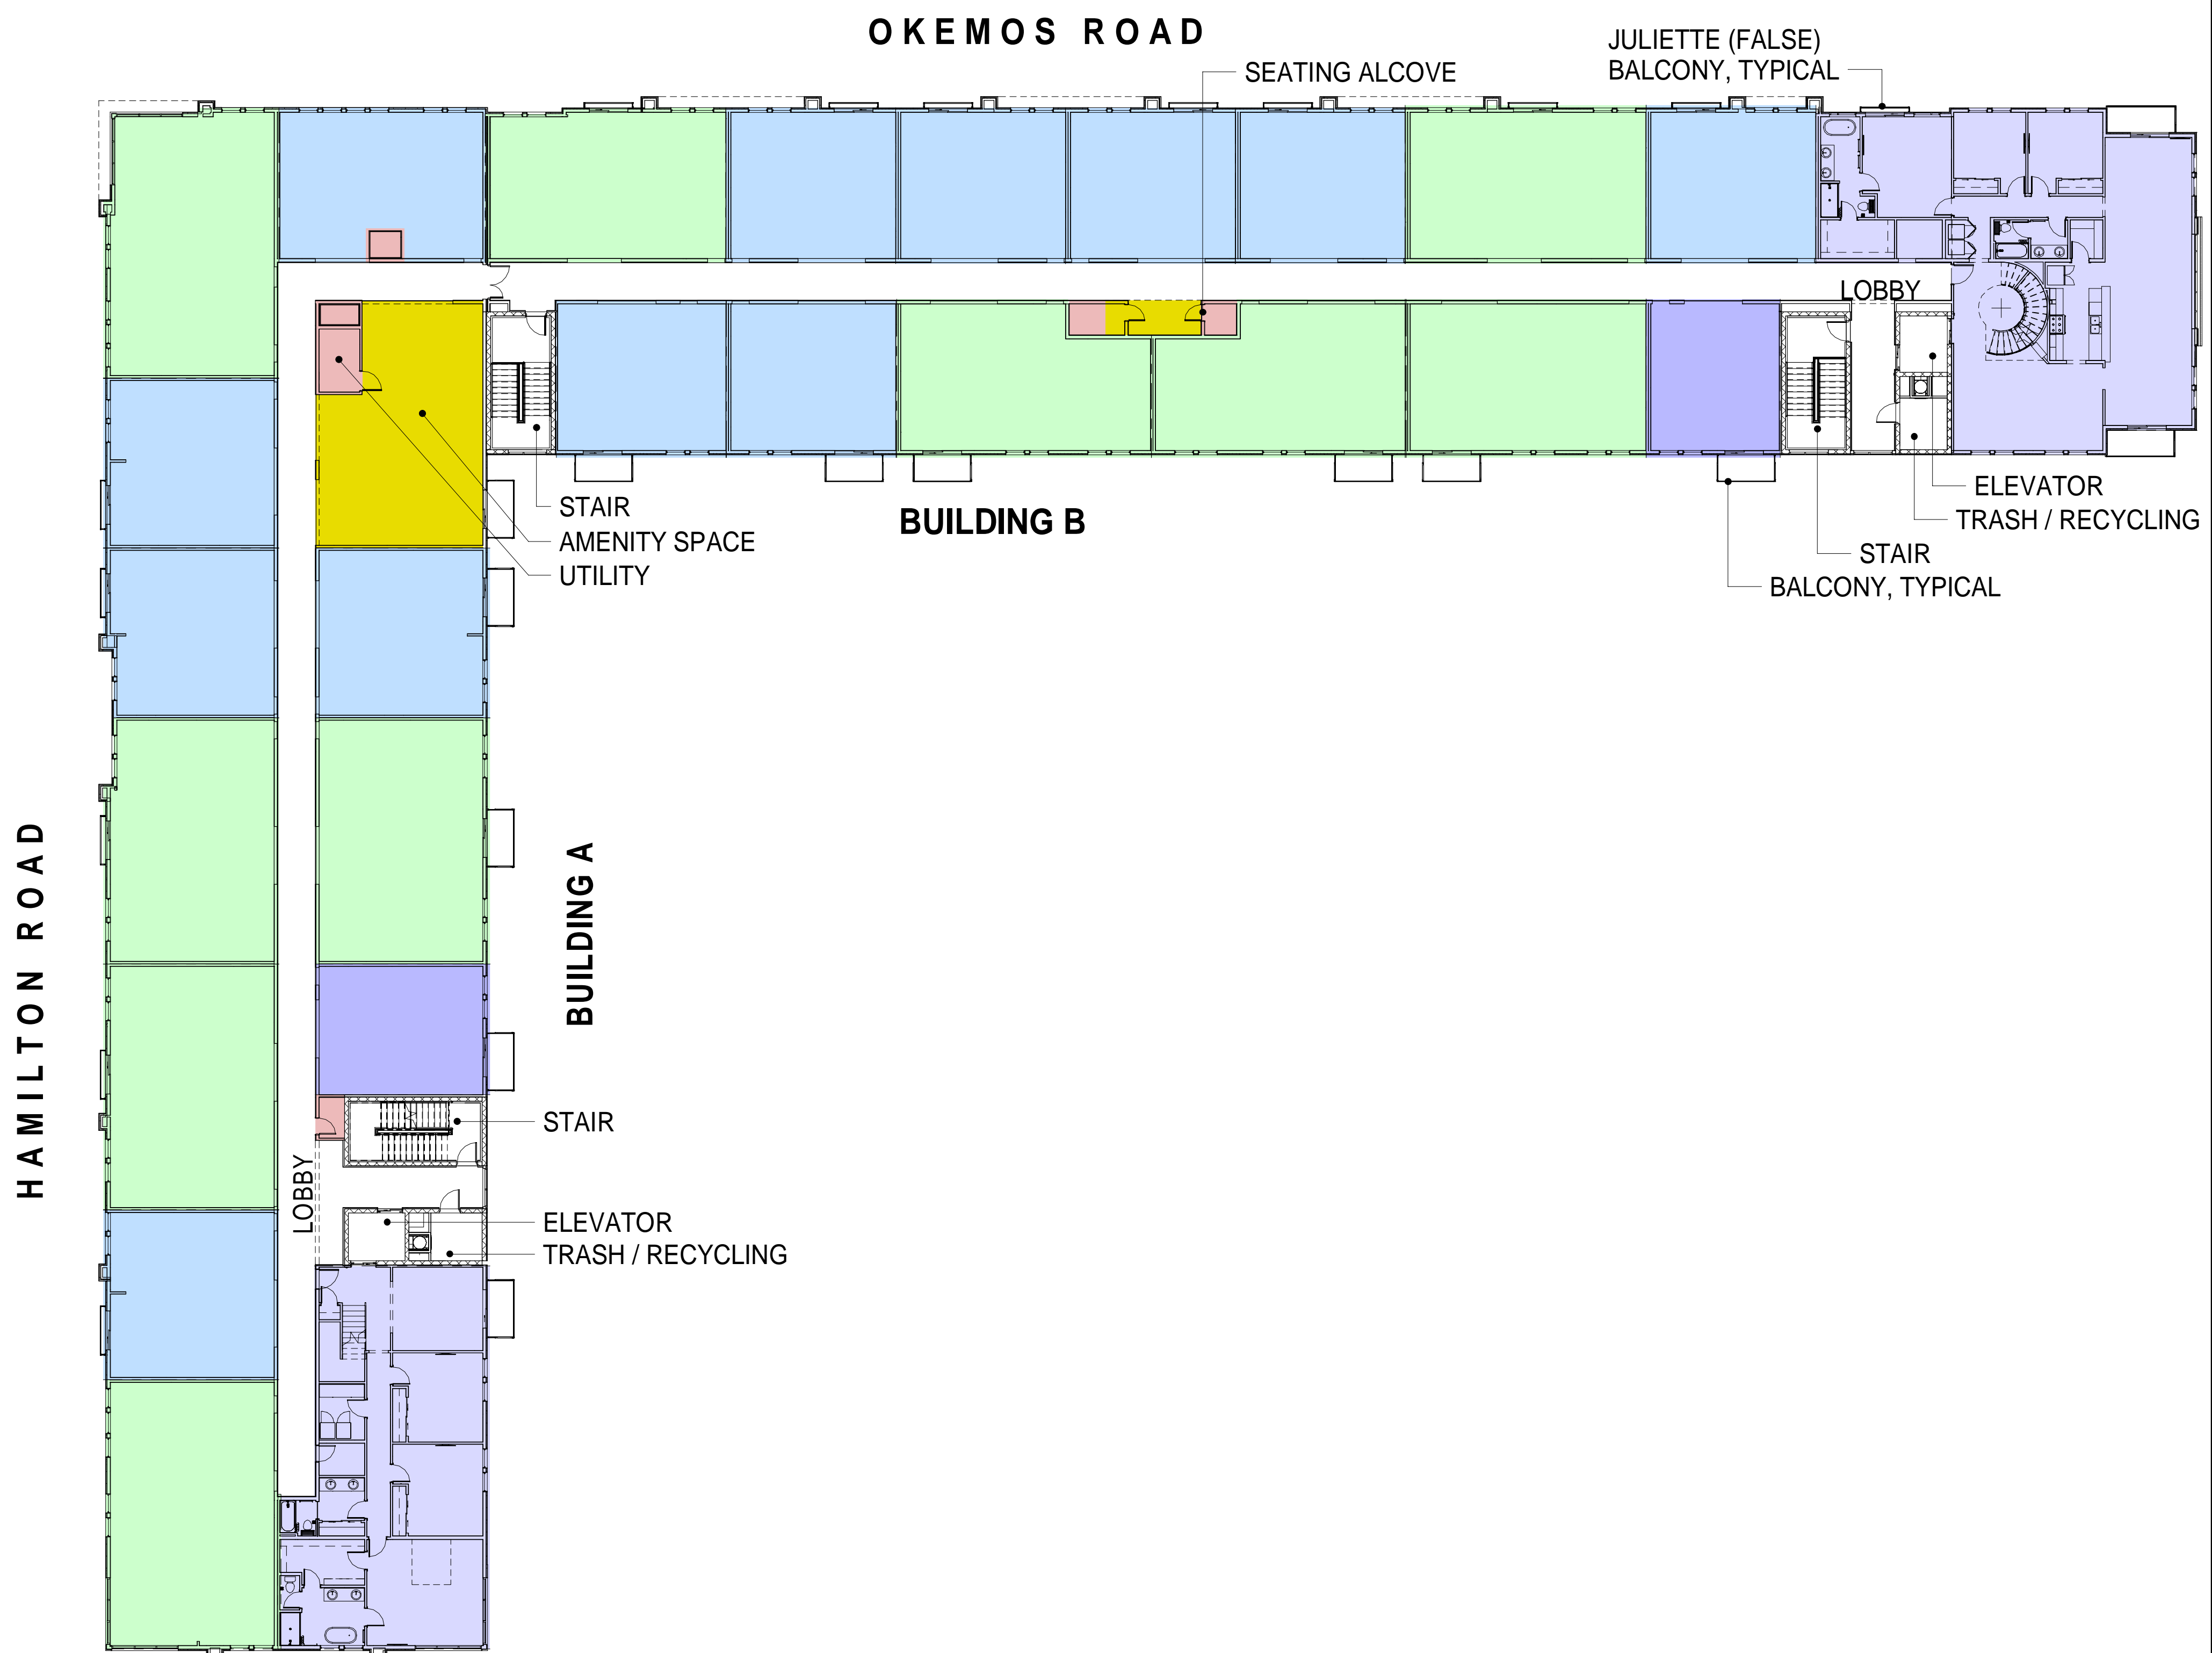 OKEMOS ROAD
JULIETTE (FALSE)
BALCONY, TYPICAL
SEATING ALCOVE
LOBBY
ELEVATOR
TRASH / RECYCLING
STAIR
BALCONY, TYPICAL
STAIR
AMENITY SPACE
UTILITY
BUILDING B
HAMILTON ROAD
BUILDING A
STAIR
LOBBY
ELEVATOR
TRASH / RECYCLING